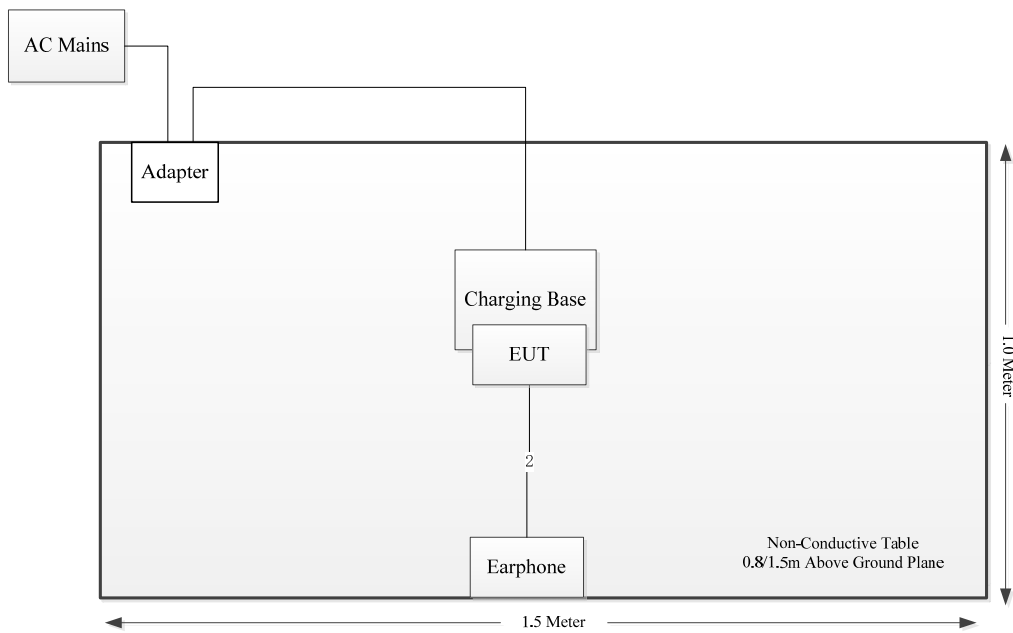 AC Mains
Adapter
Charging Base
EUT
1.0 Meter
2
Non-Conductive Table
0.8/1.5m Above Ground Plane
Earphone
1.5 Meter